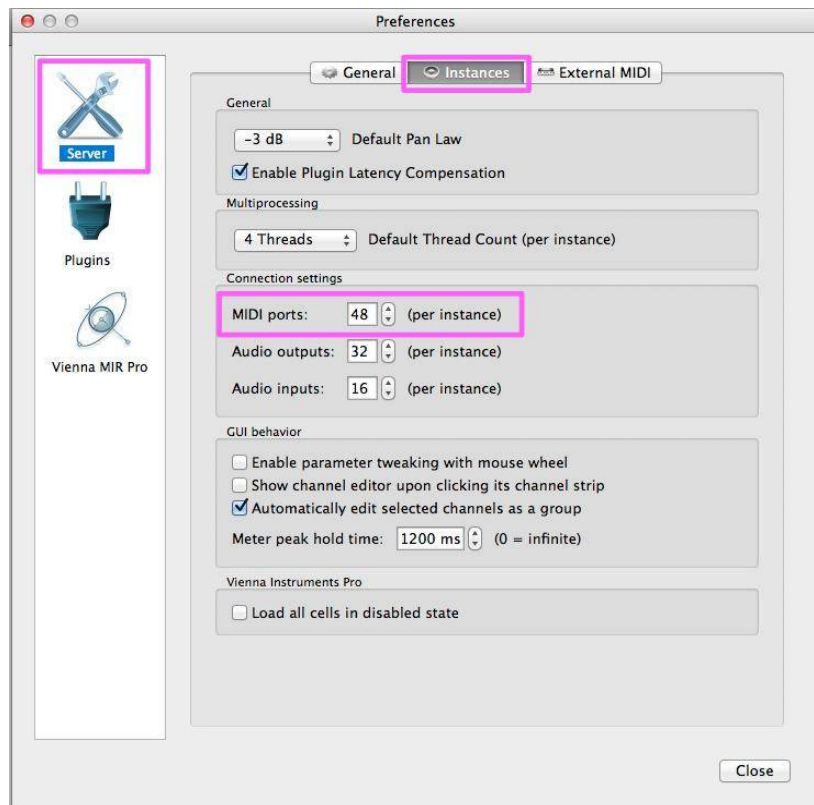 Preferences
Server
Plugins
Vienna MIR Pro
General Instances External MIDI
General
-3 dB Default Pan Law
Enable Plugin Latency Compensation
Multiprocessing
4 Threads Default Thread Count (per instance)
Connection settings
MIDI ports: 48 (per instance)
Audio outputs: 32 (per instance)
Audio inputs: 16 (per instance)
GUI behavior
Enable parameter tweaking with mouse wheel
Show channel editor upon clicking its channel strip
Automatically edit selected channels as a group
Meter peak hold time: 1200 ms (0 = infinite)
Vienna Instruments Pro
Load all cells in disabled state
Close